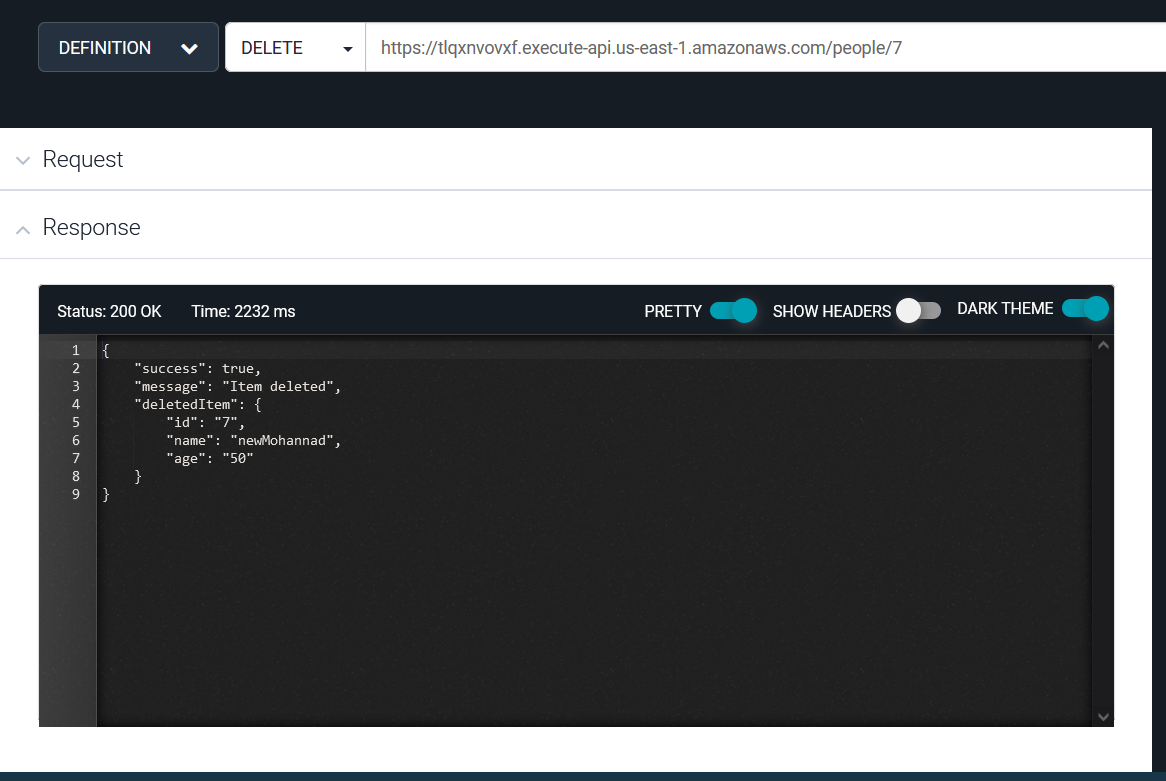 DEFINITION DELETE https://tlqxnvovxf.execute-api.us-east-1.amazonaws.com/people/7
Request
Response
Status: 200 OK Time: 2232 ms PRETTY SHOW HEADERS DARK THEME
1 {
2     "success": true,
3     "message": "Item deleted",
4     "deletedItem": {
5         "id": "7",
6         "name": "newMohannad",
7         "age": "50"
8     }
9 }